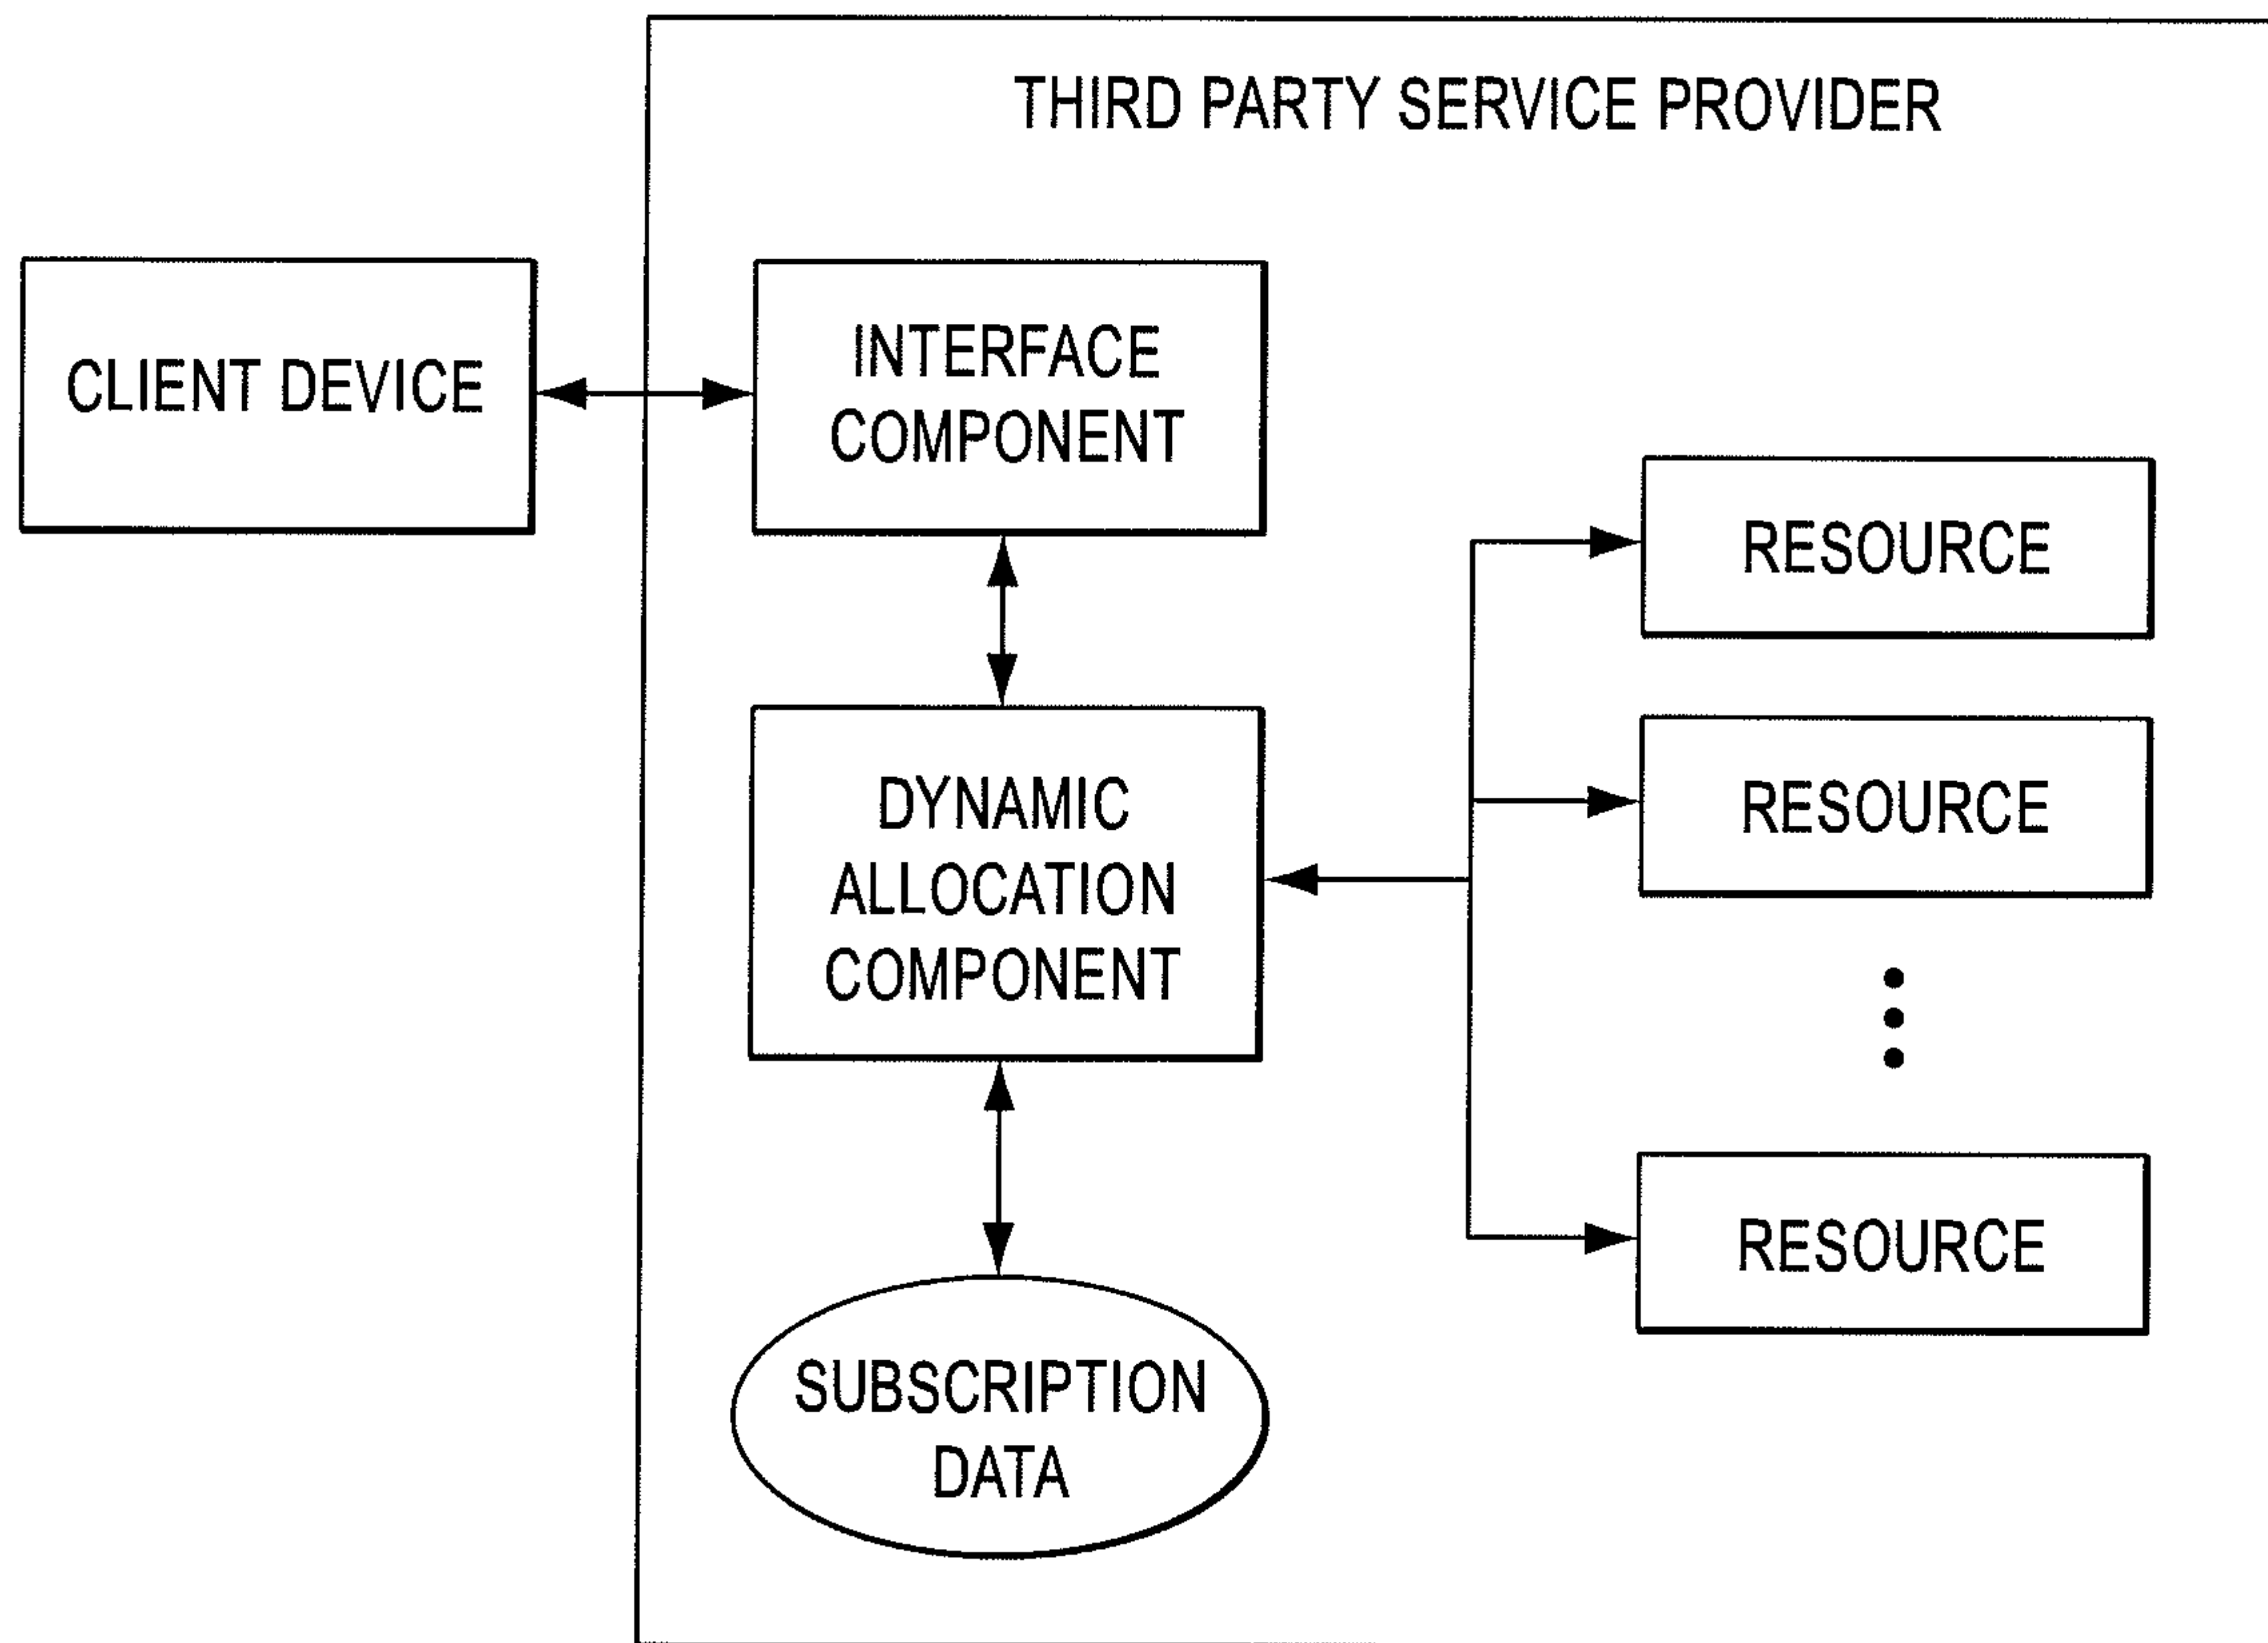 THIRD PARTY SERVICE PROVIDER
CLIENT DEVICE
INTERFACE
COMPONENT
RESOURCE
DYNAMIC
ALLOCATION
COMPONENT
RESOURCE
RESOURCE
SUBSCRIPTION
DATA